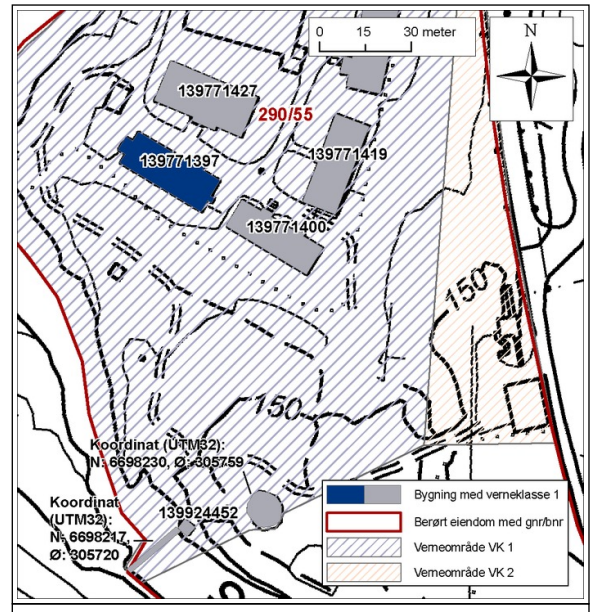 0 15 30 meter
N
139771427
290/55
139771419
139771397
139771400
150
150
Koordinat (UTM32):
N: 6698230, Ø: 305759
Koordinat
(UTM32):
N: 6698217,
Ø: 305720
139924452
Bygning med verneklasse 1
Berørt eiendom med gnr/bnr
Verneområde VK 1
Verneområde VK 2